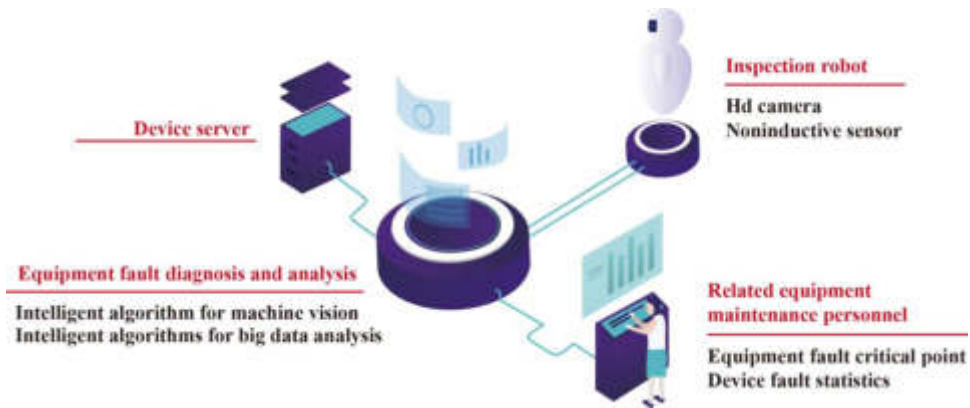 Inspection robot
Hd camera
Noninductive sensor
Device server
Equipment fault diagnosis and analysis
Intelligent algorithm for machine vision
Intelligent algorithms for big data analysis
Related equipment
maintenance personnel
Equipment fault critical point
Device fault statistics